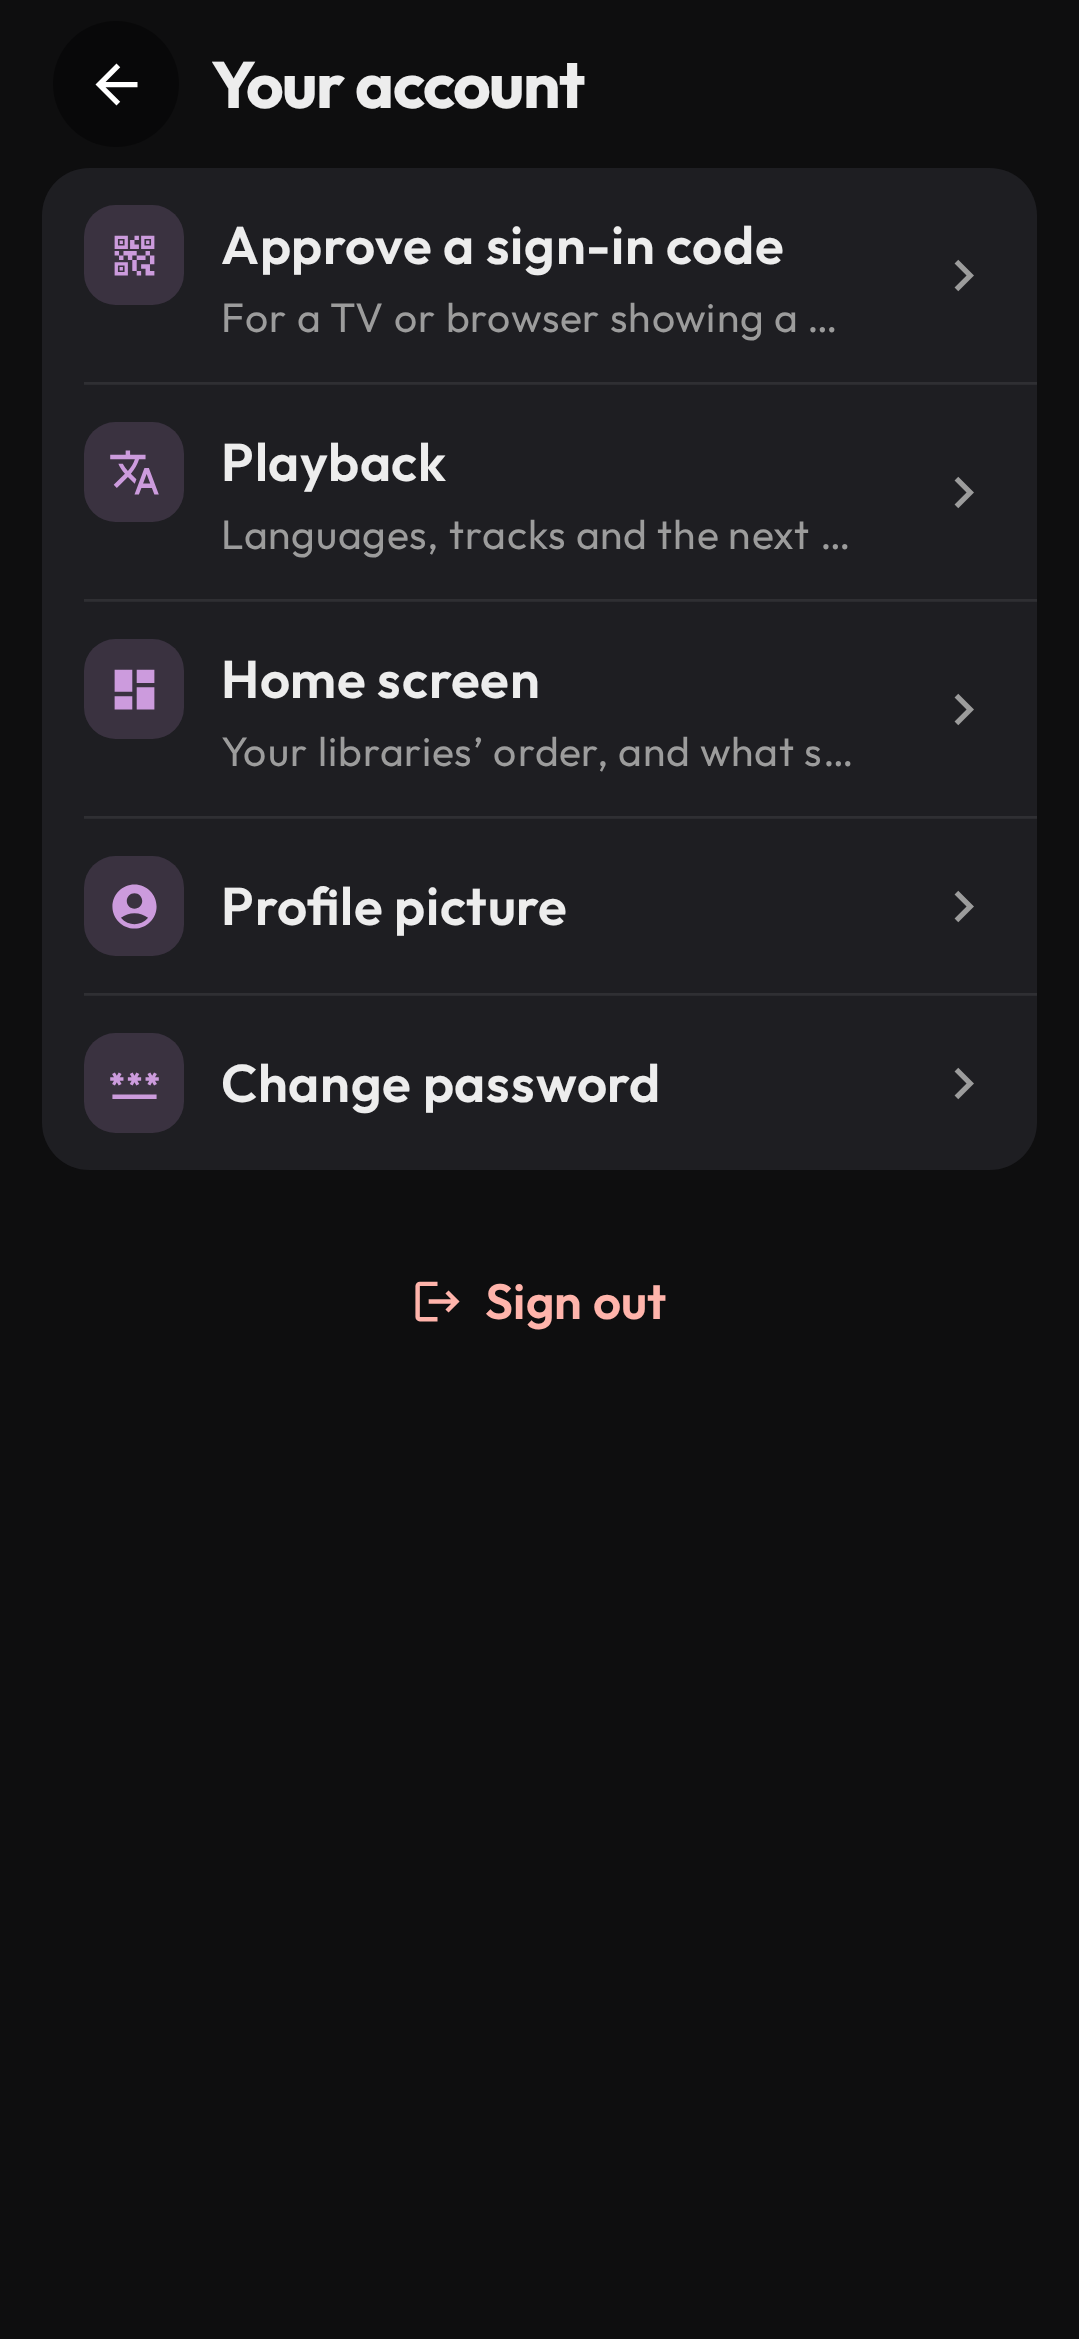 Your account
Approve a sign-in code
For a TV or browser showing a ...
Playback
Languages, tracks and the next ...
Home screen
Your libraries’ order, and what s...
Profile picture
Change password
Sign out